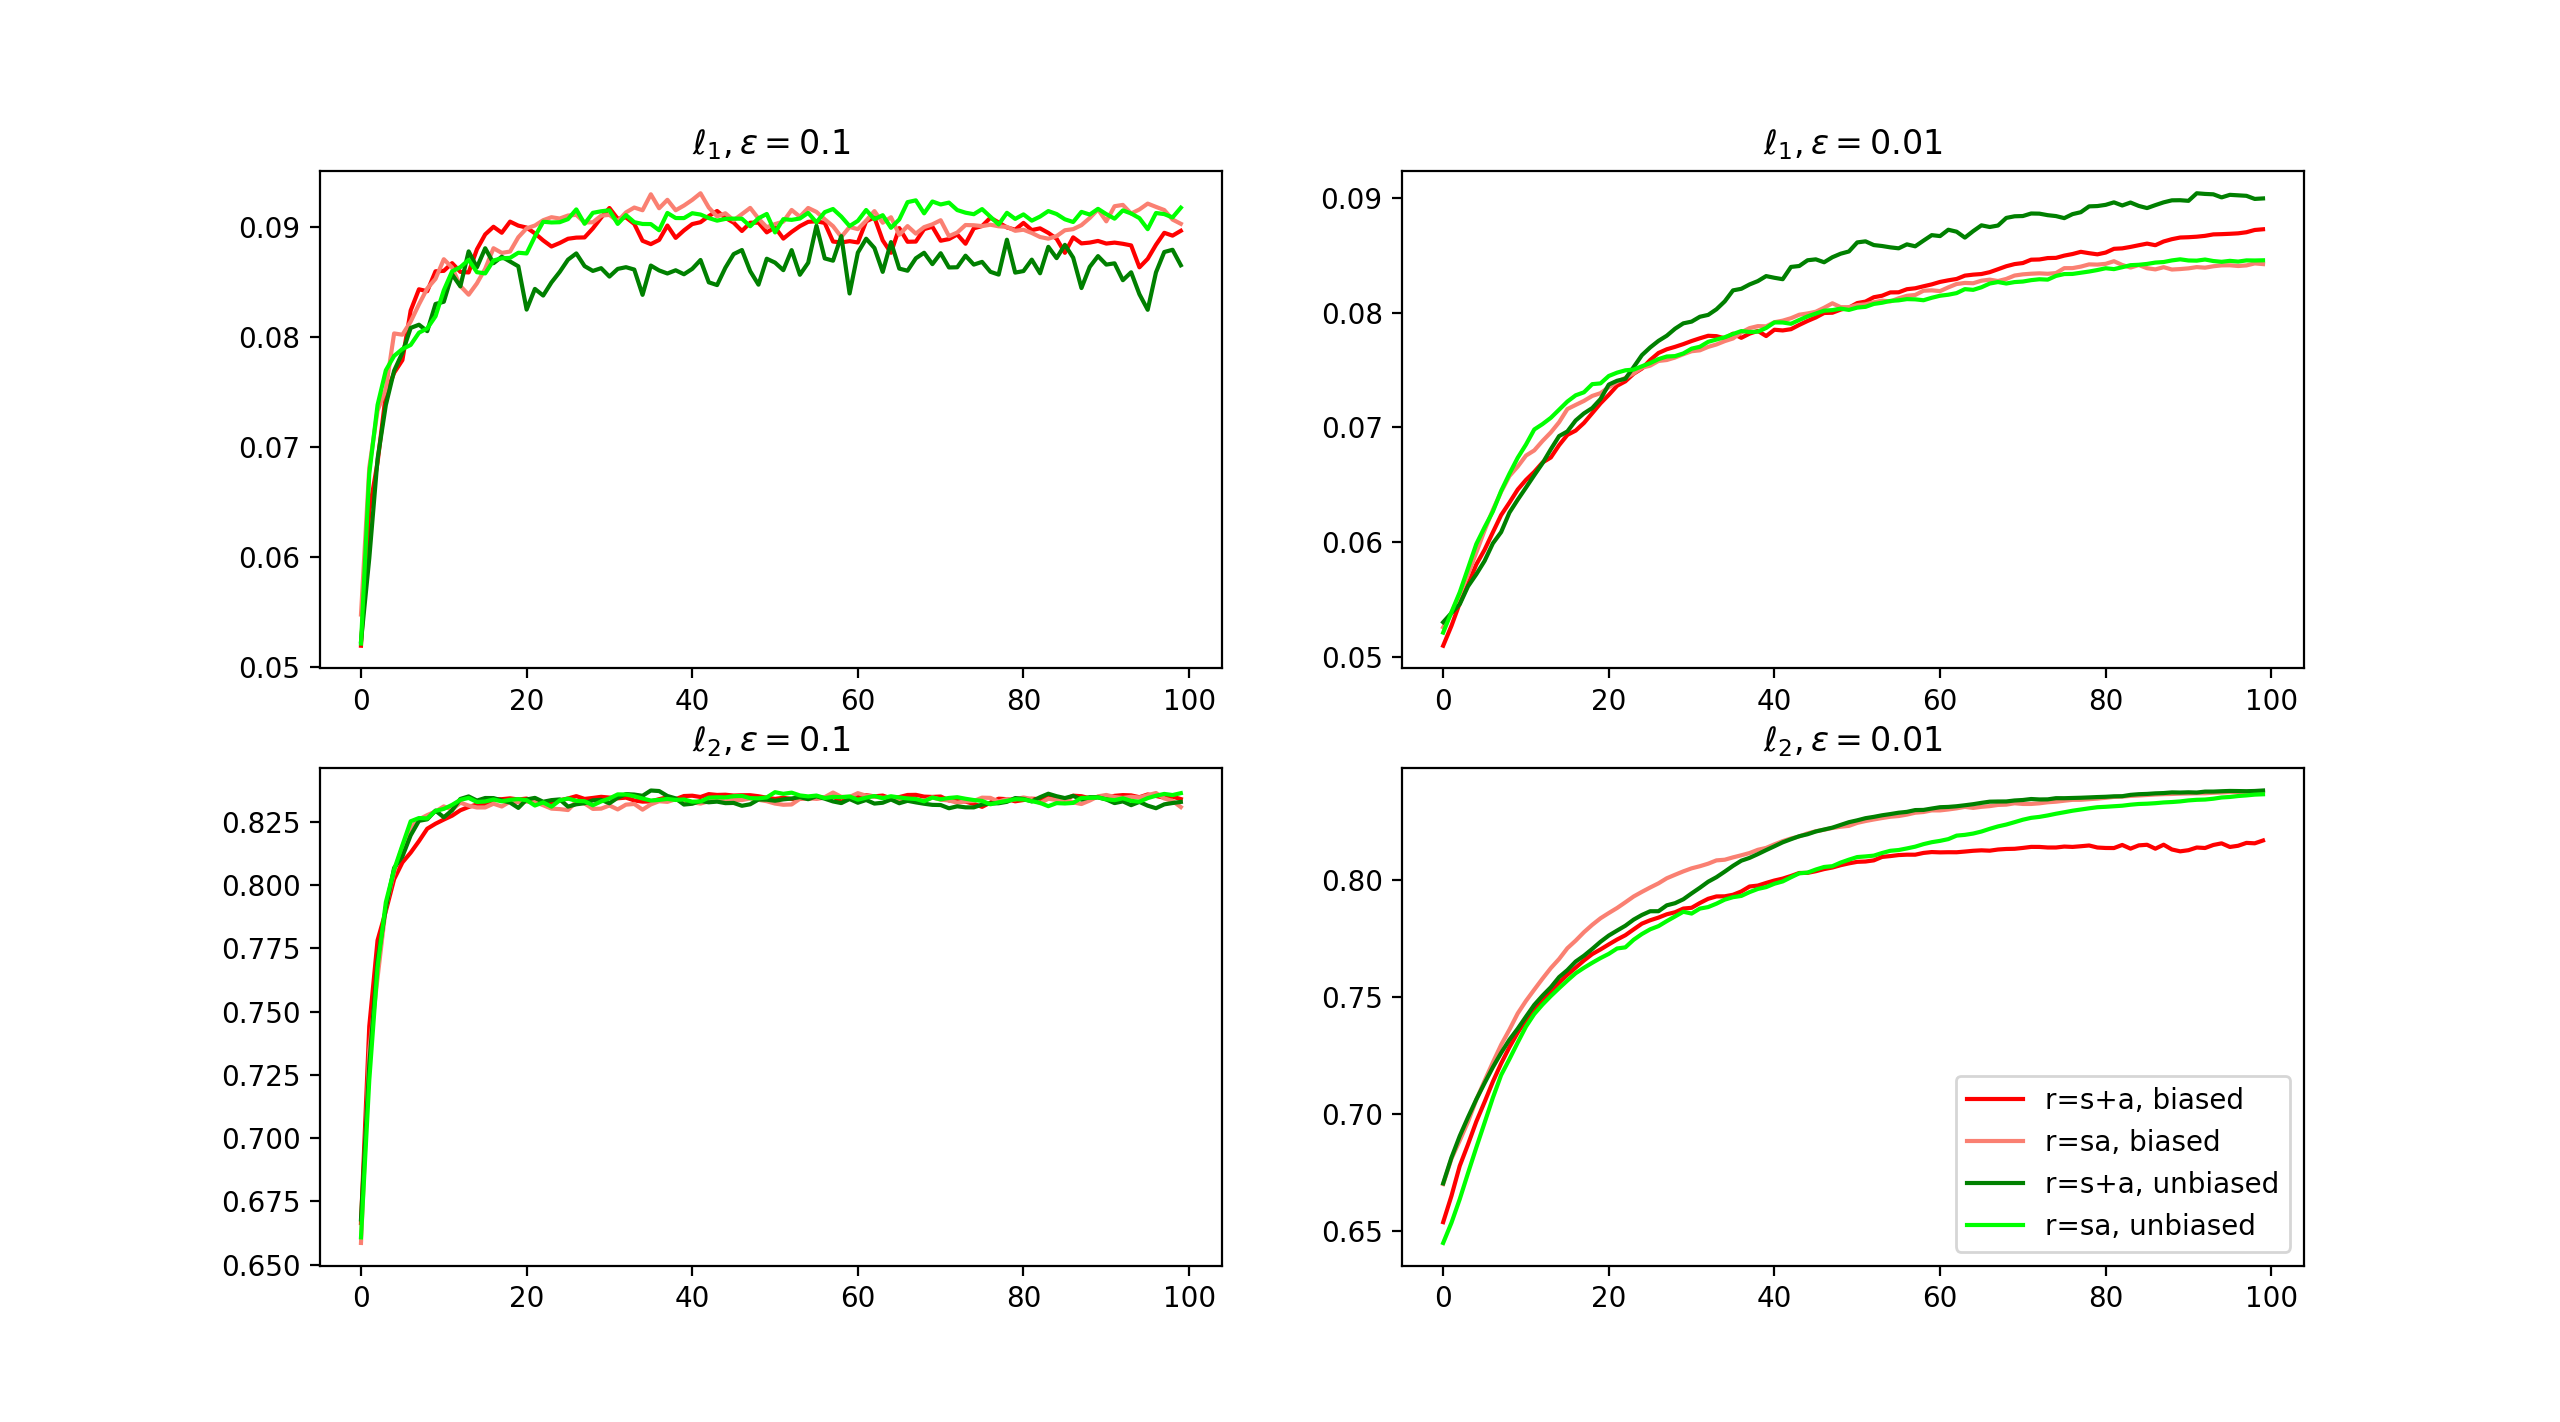 ℓ₁, ε = 0.1
0.09
0.08
0.07
0.06
0.05
0 20 40 60 80 100
ℓ₁, ε = 0.01
0.09
0.08
0.07
0.06
0.05
0 20 40 60 80 100
ℓ₂, ε = 0.1
0.825
0.800
0.775
0.750
0.725
0.700
0.675
0.650
0 20 40 60 80 100
ℓ₂, ε = 0.01
0.80
0.75
0.70
0.65
r=s+a, biased
r=sa, biased
r=s+a, unbiased
r=sa, unbiased
0 20 40 60 80 100